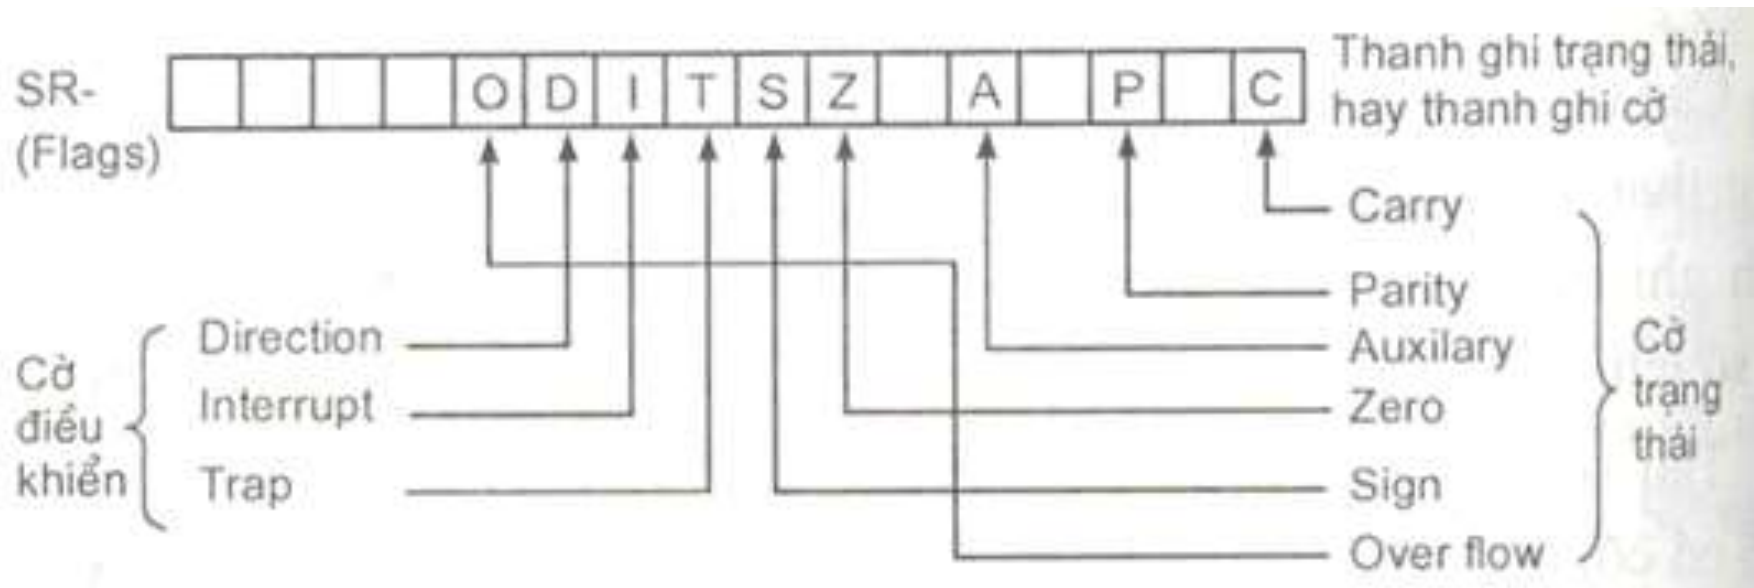 SR-
(Flags)
O D I T S Z A P C
Thanh ghi trạng thái,
hay thanh ghi cờ
Carry
Parity
Auxilary
Zero
Sign
Over flow
Cờ
trạng
thái
Direction
Interrupt
Trap
Cờ
điều
khiển